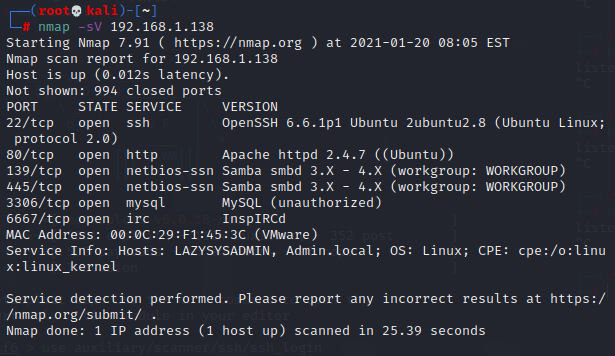 ┌──(root💀kali)-[~]
└─# nmap -sV 192.168.1.138
Starting Nmap 7.91 ( https://nmap.org ) at 2021-01-20 08:05 EST
Nmap scan report for 192.168.1.138
Host is up (0.012s latency).
Not shown: 994 closed ports
PORT     STATE SERVICE     VERSION
22/tcp   open  ssh         OpenSSH 6.6.1p1 Ubuntu 2ubuntu2.8 (Ubuntu Linux;
 protocol 2.0)
80/tcp   open  http        Apache httpd 2.4.7 ((Ubuntu))
139/tcp  open  netbios-ssn Samba smbd 3.X - 4.X (workgroup: WORKGROUP)
445/tcp  open  netbios-ssn Samba smbd 3.X - 4.X (workgroup: WORKGROUP)
3306/tcp open  mysql       MySQL (unauthorized)
6667/tcp open  irc         InspIRCd
MAC Address: 00:0C:29:F1:45:3C (VMware)
Service Info: Hosts: LAZYSYSADMIN, Admin.local; OS: Linux; CPE: cpe:/o:linu
x:linux_kernel
Service detection performed. Please report any incorrect results at https:/
/nmap.org/submit/ .
Nmap done: 1 IP address (1 host up) scanned in 25.39 seconds
> use auxiliary/scanner/ssh/ssh_login